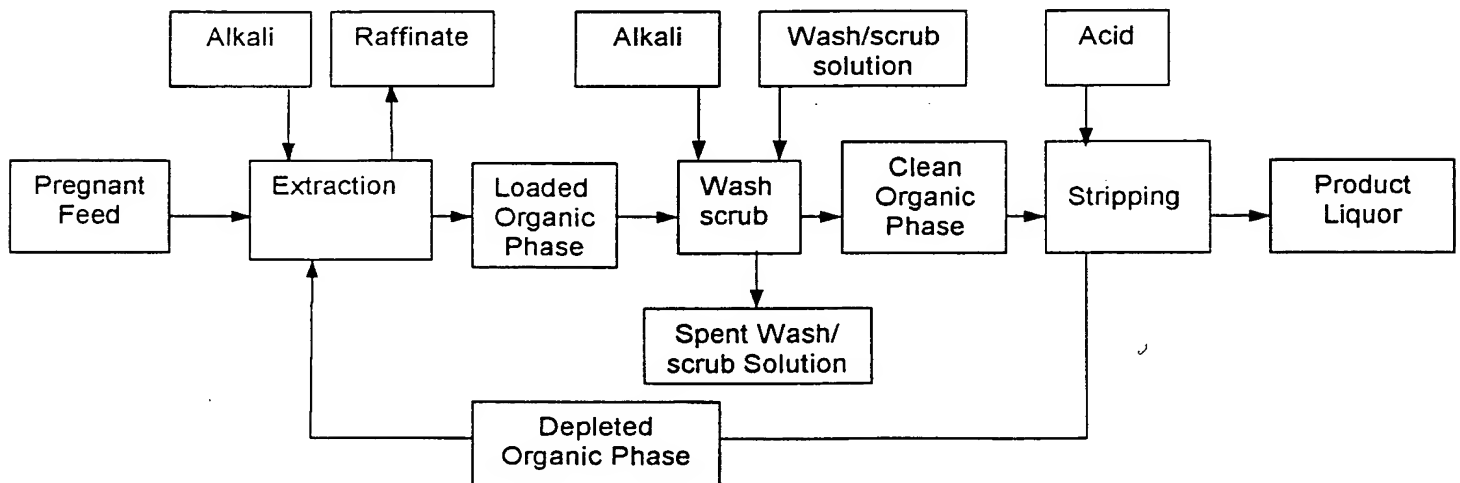 Alkali
Raffinate
Alkali
Wash/scrub
solution
Acid
Pregnant
Feed
Extraction
Loaded
Organic
Phase
Wash
scrub
Clean
Organic
Phase
Stripping
Product
Liquor
Spent Wash/
scrub Solution
Depleted
Organic Phase